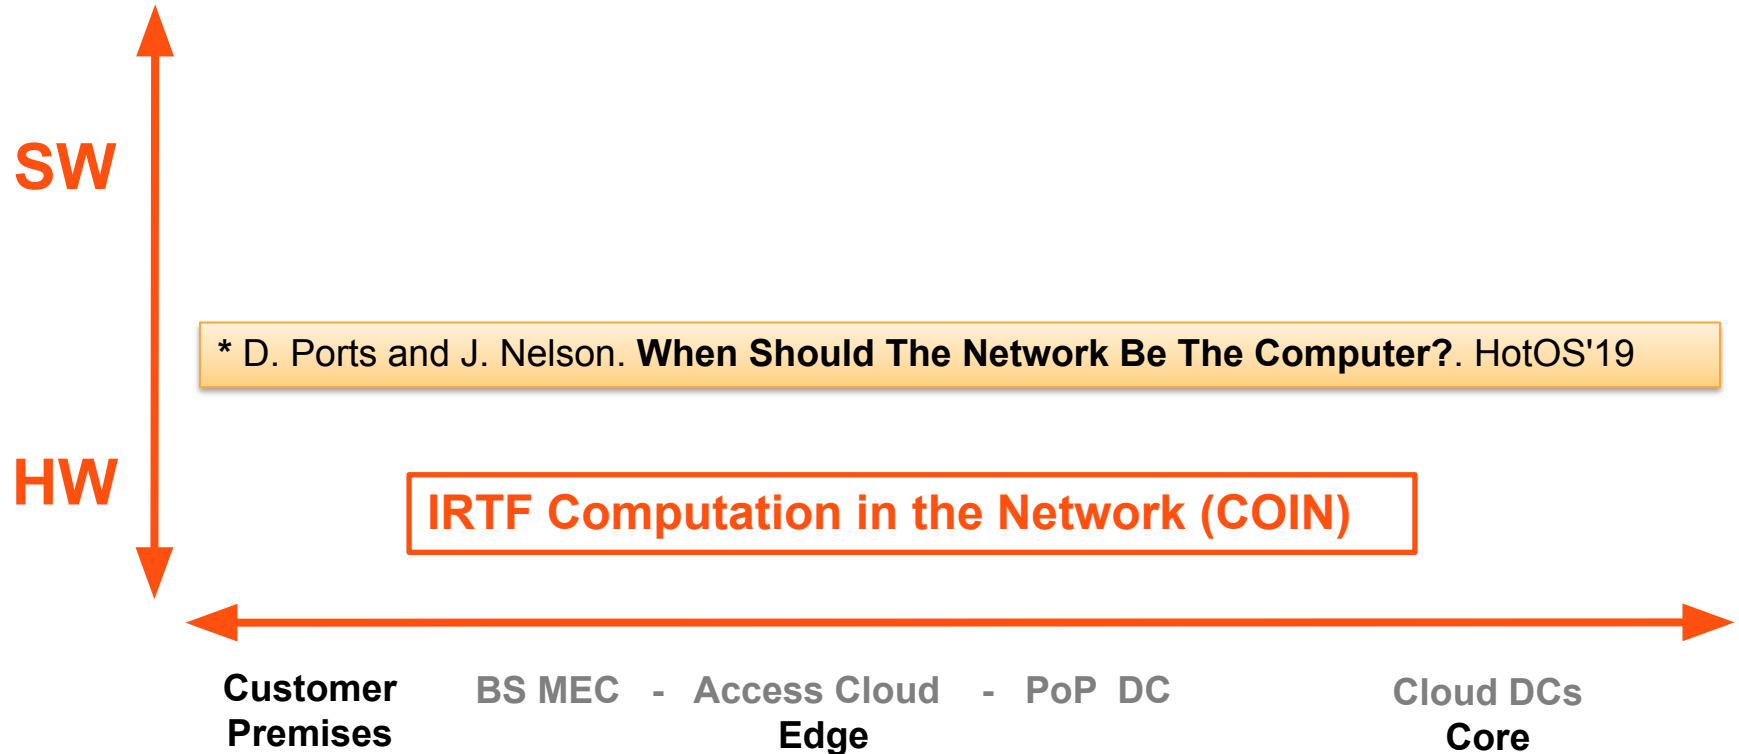 SW
* D. Ports and J. Nelson. When Should The Network Be The Computer?. HotOS'19
HW
IRTF Computation in the Network (COIN)
Customer
Premises
BS MEC - Access Cloud - PoP DC
Edge
Cloud DCs
Core